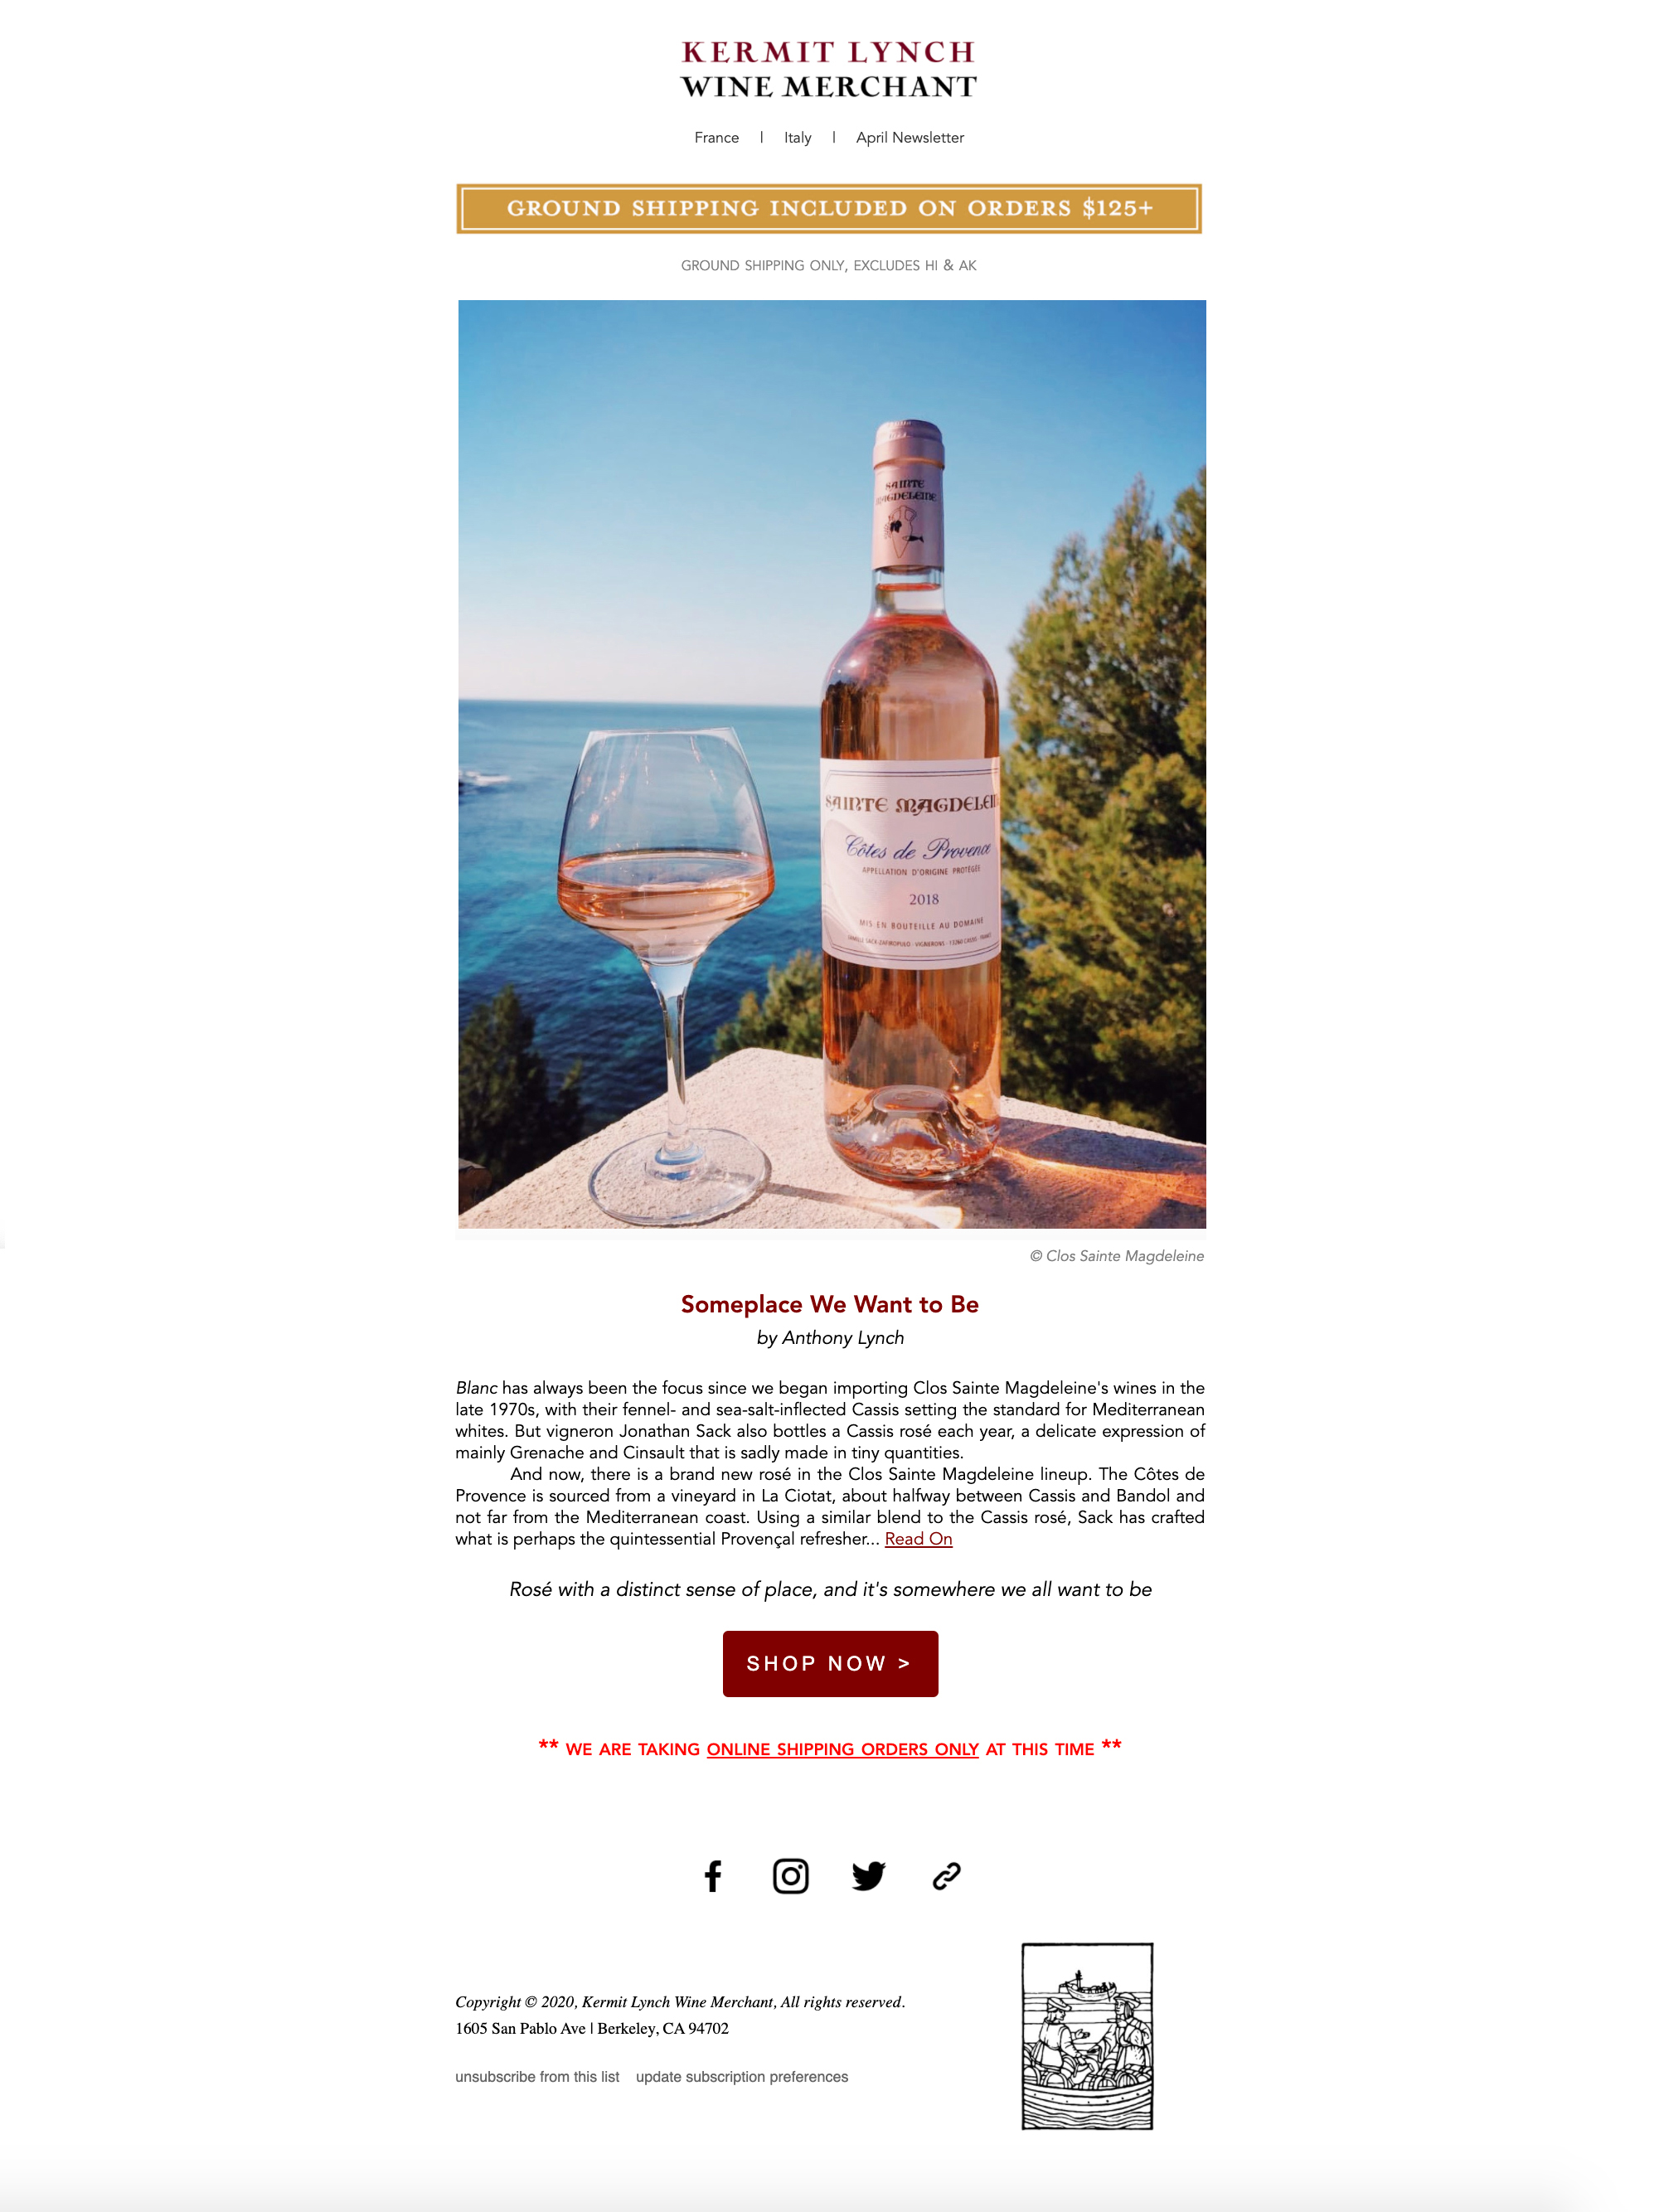 KERMIT LYNCH
WINE MERCHANT
France | Italy | April Newsletter
GROUND SHIPPING INCLUDED ON ORDERS $125+
GROUND SHIPPING ONLY, EXCLUDES HI & AK
SAINTE
MAGDELEINE
SAINTE MAGDELEIN
Côtes de Provence
APPELLATION D'ORIGINE PROTÉGÉE
2018
MIS EN BOUTEILLE AU DOMAINE
FAMILLE SACK-ZAFIROPULO · VIGNERONS · 13260 CASSIS · FRANCE
© Clos Sainte Magdeleine
Someplace We Want to Be
by Anthony Lynch
Blanc has always been the focus since we began importing Clos Sainte Magdeleine's wines in the
late 1970s, with their fennel- and sea-salt-inflected Cassis setting the standard for Mediterranean
whites. But vigneron Jonathan Sack also bottles a Cassis rosé each year, a delicate expression of
mainly Grenache and Cinsault that is sadly made in tiny quantities.
And now, there is a brand new rosé in the Clos Sainte Magdeleine lineup. The Côtes de
Provence is sourced from a vineyard in La Ciotat, about halfway between Cassis and Bandol and
not far from the Mediterranean coast. Using a similar blend to the Cassis rosé, Sack has crafted
what is perhaps the quintessential Provençal refresher... Read On
Rosé with a distinct sense of place, and it's somewhere we all want to be
SHOP NOW >
** WE ARE TAKING ONLINE SHIPPING ORDERS ONLY AT THIS TIME **
Copyright © 2020, Kermit Lynch Wine Merchant, All rights reserved.
1605 San Pablo Ave | Berkeley, CA 94702
unsubscribe from this list update subscription preferences